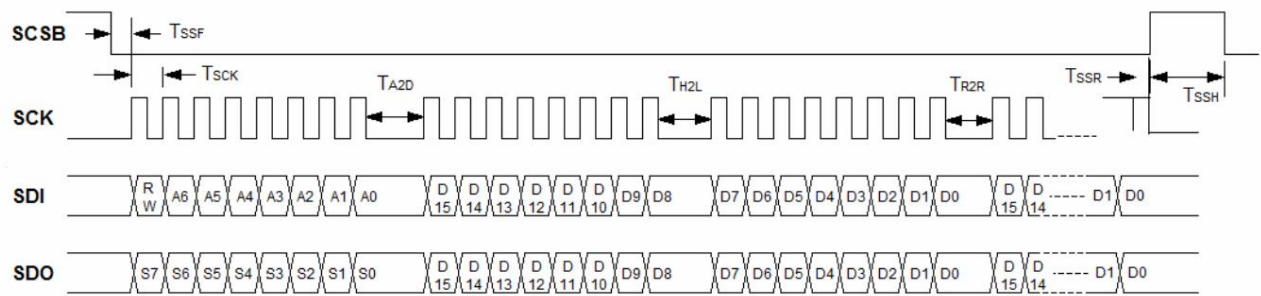 SCSB TSSF
TSCK TA2D TH2L TR2R TSSR TSSH
SCK
SDI R W A6 A5 A4 A3 A2 A1 A0 D 15 D 14 D 13 D 12 D 11 D 10 D9 D8 D7 D6 D5 D4 D3 D2 D1 D0 D 15 D 14 D1 D0
SDO S7 S6 S5 S4 S3 S2 S1 S0 D 15 D 14 D 13 D 12 D 11 D 10 D9 D8 D7 D6 D5 D4 D3 D2 D1 D0 D 15 D 14 D1 D0